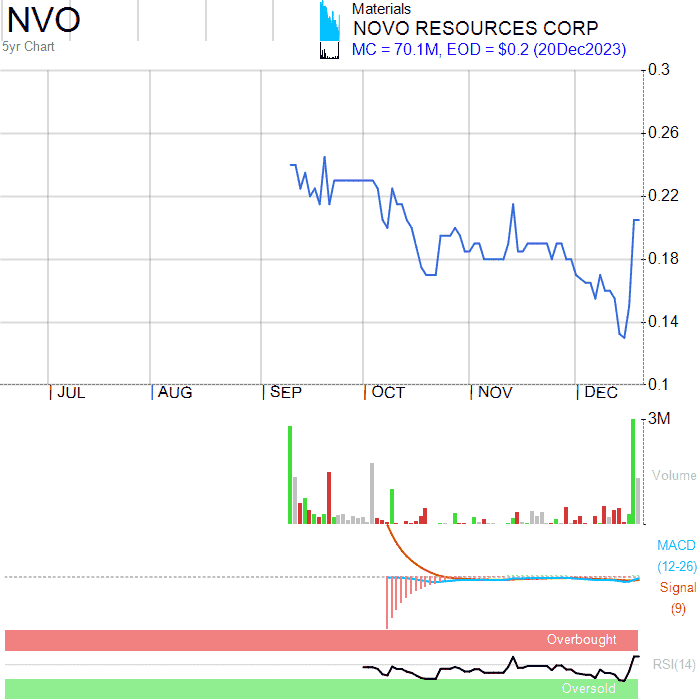 NVO
5yr Chart
Materials
NOVO RESOURCES CORP
MC = 70.1M, EOD = $0.2 (20Dec2023)
0.3
0.26
0.22
0.18
0.14
0.1
JUL AUG SEP OCT NOV DEC
3M
Volume
MACD
(12-26)
Signal
(9)
Overbought
RSI(14)
Oversold